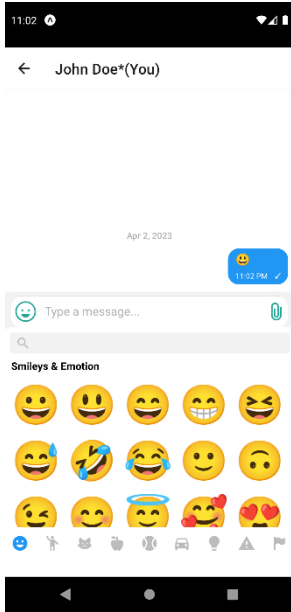 11:02
John Doe*(You)
Apr 2, 2023
😃
11:02 PM ✓
Type a message...
Smileys & Emotion